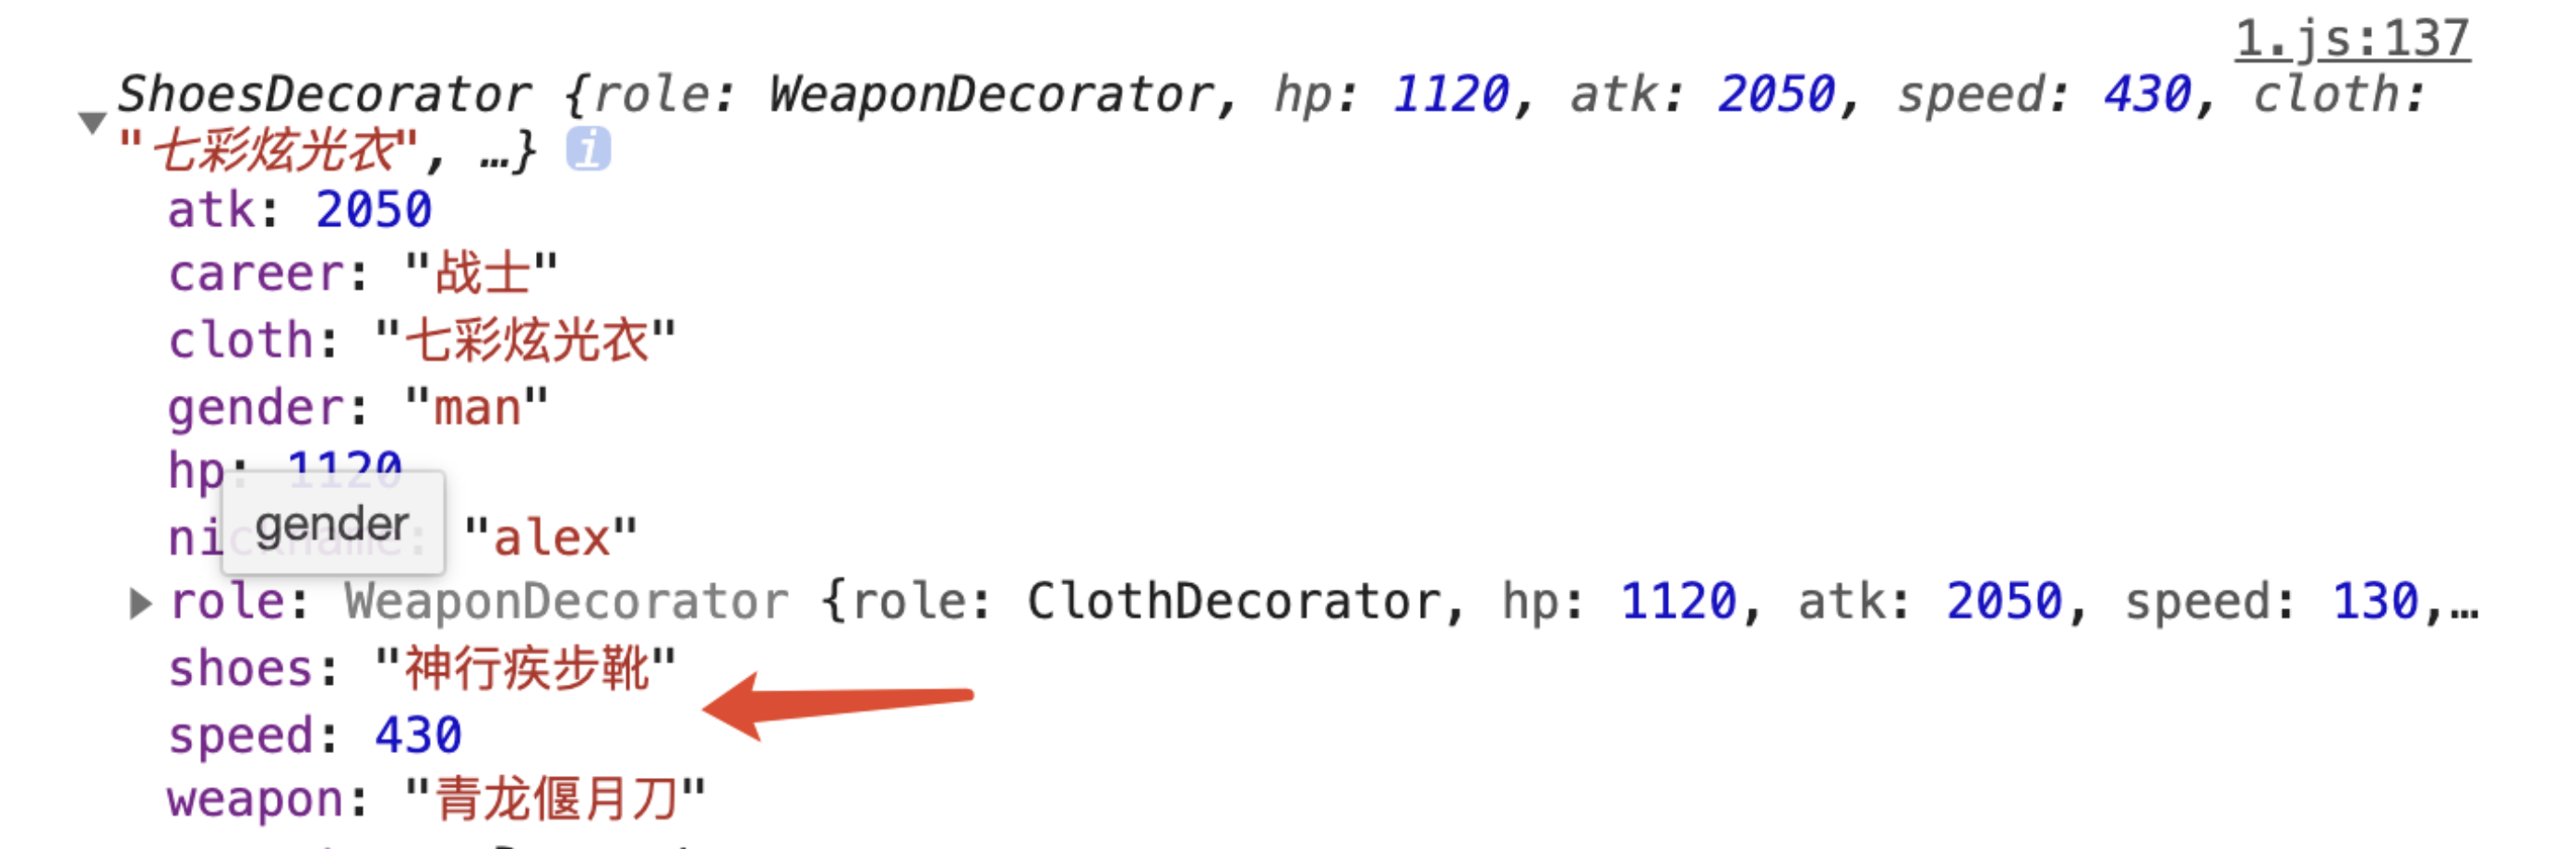 1.js:137
ShoesDecorator {role: WeaponDecorator, hp: 1120, atk: 2050, speed: 430, cloth:
"七彩炫光衣", …} i
atk: 2050
career: "战士"
cloth: "七彩炫光衣"
gender: "man"
hp: 1120
gender
nickname: "alex"
role: WeaponDecorator {role: ClothDecorator, hp: 1120, atk: 2050, speed: 130,…
shoes: "神行疾步靴"
speed: 430
weapon: "青龙偃月刀"